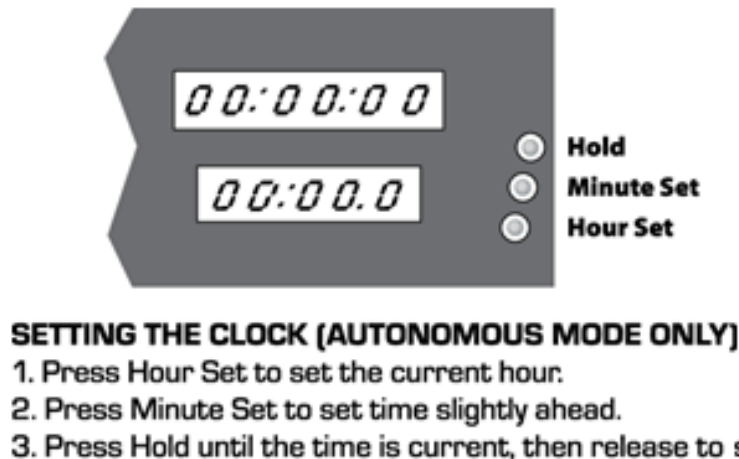 00:00:00
Hold
00:00.0
Minute Set
Hour Set
SETTING THE CLOCK (AUTONOMOUS MODE ONLY)
1. Press Hour Set to set the current hour.
2. Press Minute Set to set time slightly ahead.
3. Press Hold until the time is current, then release to